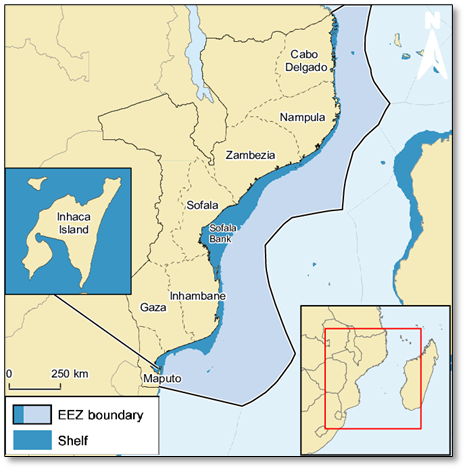 N
Cabo
Delgado
Nampula
Zambezia
Sofala
Sofala
Bank
Inhaca
Island
Inhambane
Gaza
Maputo
0 250 km
EEZ boundary
Shelf